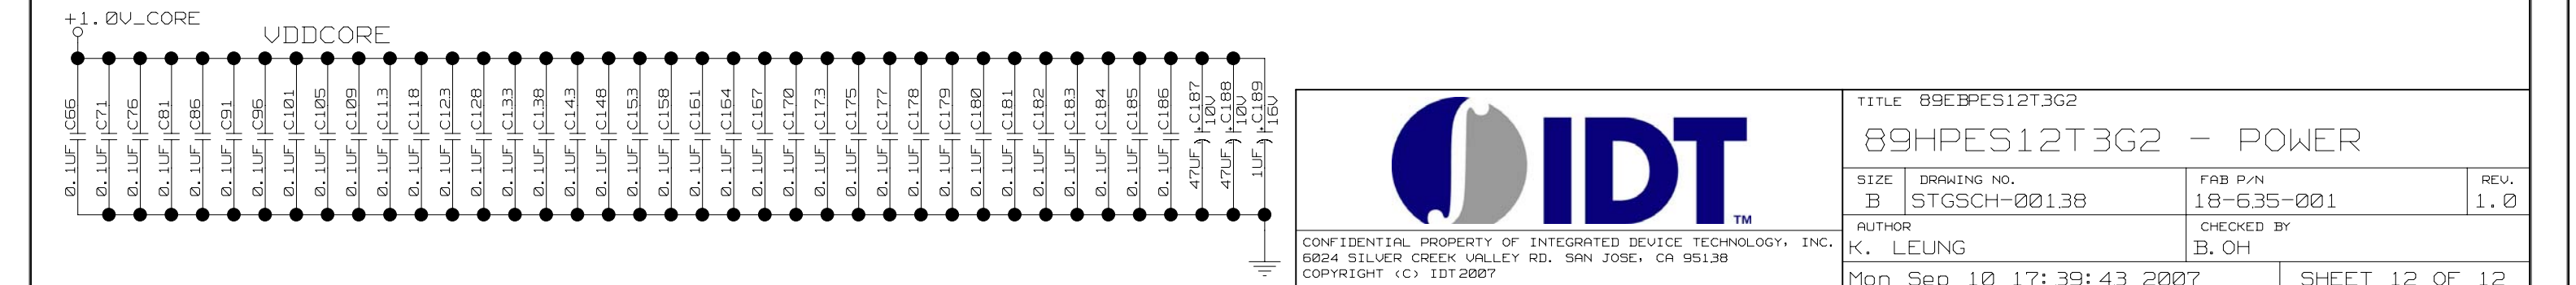 +1.0V_CORE
VDDCORE
0.1UF C66
0.1UF C71
0.1UF C76
0.1UF C81
0.1UF C86
0.1UF C91
0.1UF C96
0.1UF C101
0.1UF C105
0.1UF C109
0.1UF C113
0.1UF C118
0.1UF C123
0.1UF C128
0.1UF C133
0.1UF C138
0.1UF C143
0.1UF C148
0.1UF C153
0.1UF C158
0.1UF C161
0.1UF C164
0.1UF C167
0.1UF C170
0.1UF C173
0.1UF C175
0.1UF C177
0.1UF C178
0.1UF C179
0.1UF C180
0.1UF C181
0.1UF C182
0.1UF C183
0.1UF C184
0.1UF C185
0.1UF C186
47UF C187
10V
47UF C188
10V
1UF C189
16V
IDT
TM
CONFIDENTIAL PROPERTY OF INTEGRATED DEVICE TECHNOLOGY, INC.
6024 SILVER CREEK VALLEY RD. SAN JOSE, CA 95138
COPYRIGHT (C) IDT 2007
TITLE 89EBPES12T3G2
89HPES12T3G2 - POWER
SIZE DRAWING NO. FAB P/N REV.
B STGSCH-00138 18-635-001 1.0
AUTHOR CHECKED BY
K. LEUNG B. OH
Mon Sep 10 17:39:43 2007 SHEET 12 OF 12